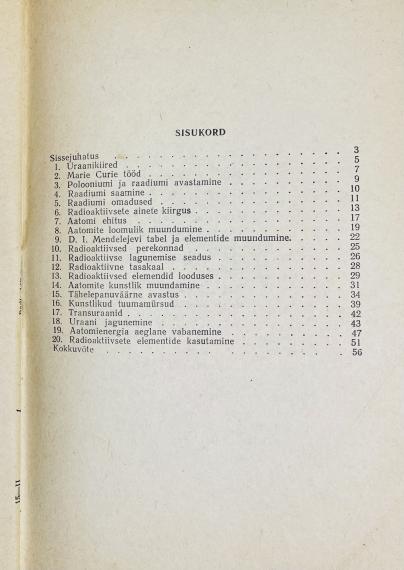 SISUKORD
Sissejuhatus . . . . . . . . . . . . . . . . . 3
1. Uraanikiired . . . . . . . . . . . . . . . . 5
2. Marie Curie tööd . . . . . . . . . . . . . . 7
3. Polooniumi ja raadiumi avastamine . . . . . . . . 9
4. Raadiumi saamine . . . . . . . . . . . . . . 10
5. Raadiumi omadused . . . . . . . . . . . . . 11
6. Radioaktiivsete ainete kiirgus . . . . . . . . . . 13
7. Aatomi ehitus . . . . . . . . . . . . . . . 17
8. Aatomite loomulik muundumine . . . . . . . . . 19
9. D. I. Mendelejevi tabel ja elementide muundumine. . . . 22
10. Radioaktiivsed perekonnad . . . . . . . . . . . 25
11. Radioaktiivse lagunemise seadus . . . . . . . . . 26
12. Radioaktiivne tasakaal . . . . . . . . . . . . 28
13. Radioaktiivsed elemendid looduses . . . . . . . . . 29
14. Aatomite kunstlik muundamine . . . . . . . . . 31
15. Tähelepanuväärne avastus . . . . . . . . . . . 34
16. Kunstlikud tuumamürsud . . . . . . . . . . . 39
17. Transuraanid . . . . . . . . . . . . . . . 42
18. Uraani jagunemine . . . . . . . . . . . . . 43
19. Aatomienergia aeglane vabanemine . . . . . . . . 47
20. Radioaktiivsete elementide kasutamine . . . . . . . 51
Kokkuvõte . . . . . . . . . . . . . . . . . 56